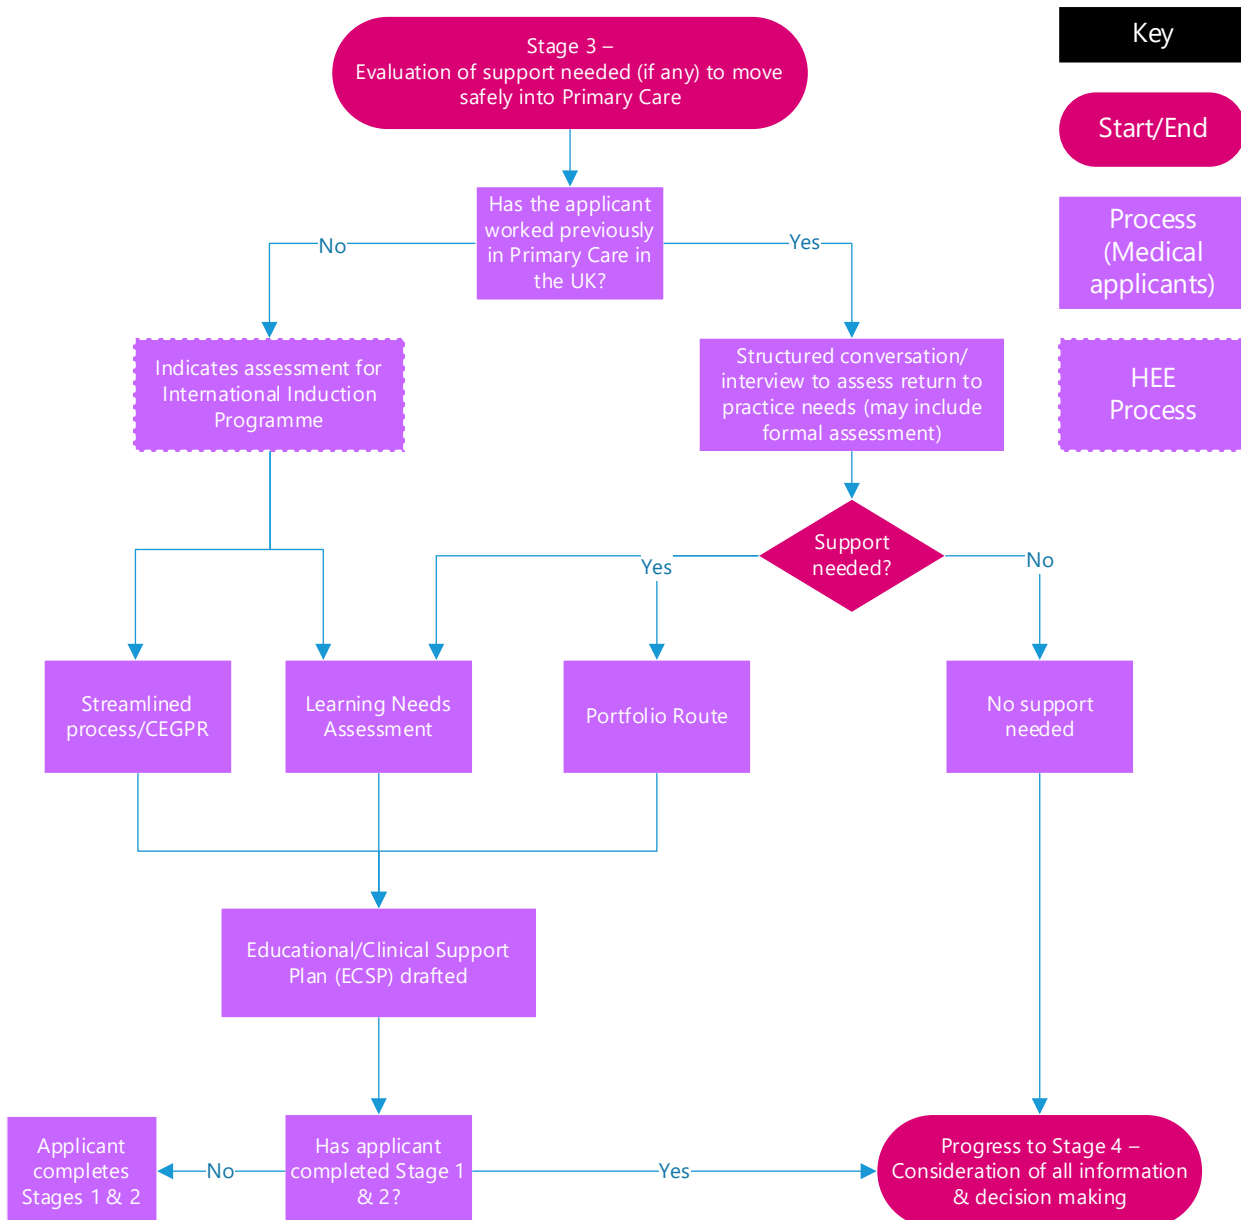 Stage 3 –
Evaluation of support needed (if any) to move
safely into Primary Care
Key
Start/End
Process
(Medical
applicants)
HEE
Process
Has the applicant
worked previously
in Primary Care in
the UK?
No
Yes
Indicates assessment for
International Induction
Programme
Structured conversation/
interview to assess return to
practice needs (may include
formal assessment)
Support
needed?
Yes
No
Streamlined
process/CEGPR
Learning Needs
Assessment
Portfolio Route
No support
needed
Educational/Clinical Support
Plan (ECSP) drafted
Applicant
completes
Stages 1 & 2
No
Has applicant
completed Stage 1
& 2?
Yes
Progress to Stage 4 –
Consideration of all information
& decision making